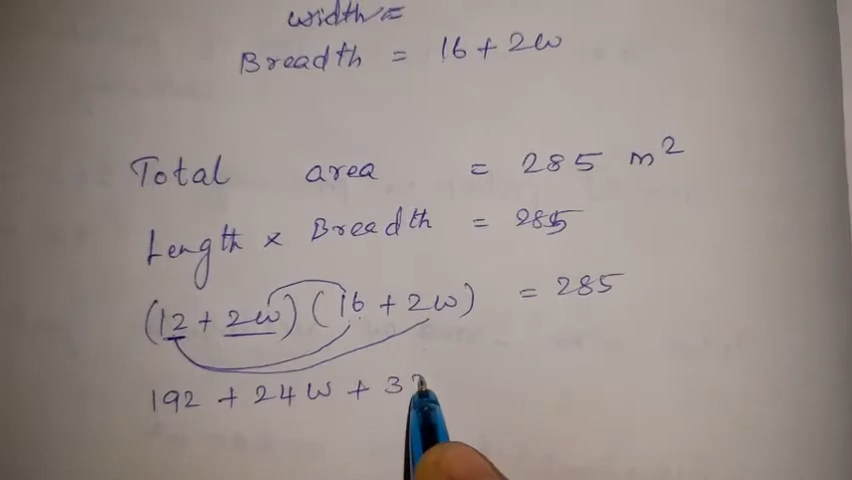 width =
Breadth = 16 + 2w
Total area = 285 m²
Length × Breadth = 285
(12 + 2w) (16 + 2w) = 285
192 + 24w + 3